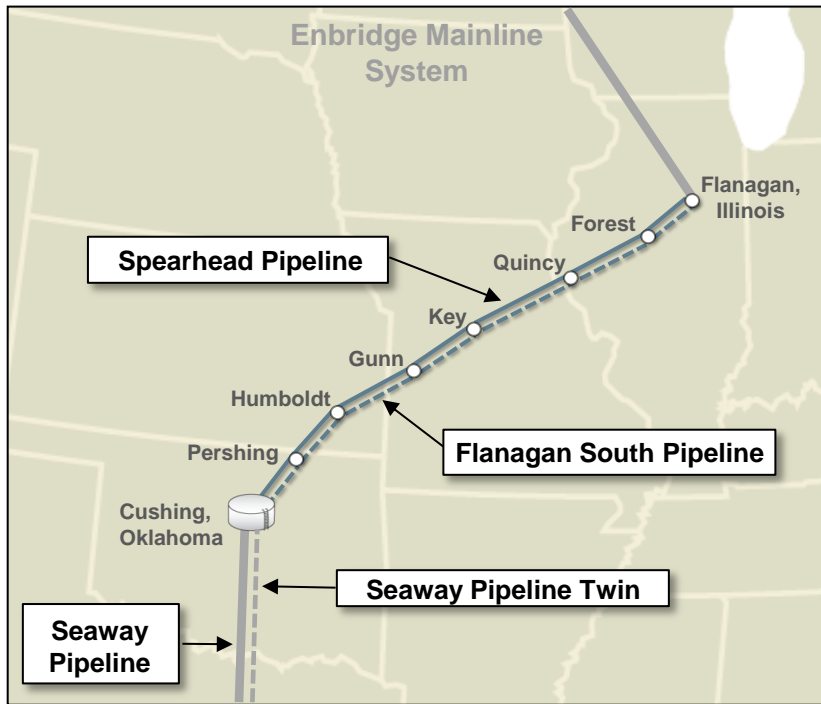 Enbridge Mainline
System
Flanagan,
Illinois
Forest
Spearhead Pipeline
Quincy
Key
Gunn
Humboldt
Flanagan South Pipeline
Pershing
Cushing,
Oklahoma
Seaway Pipeline Twin
Seaway
Pipeline